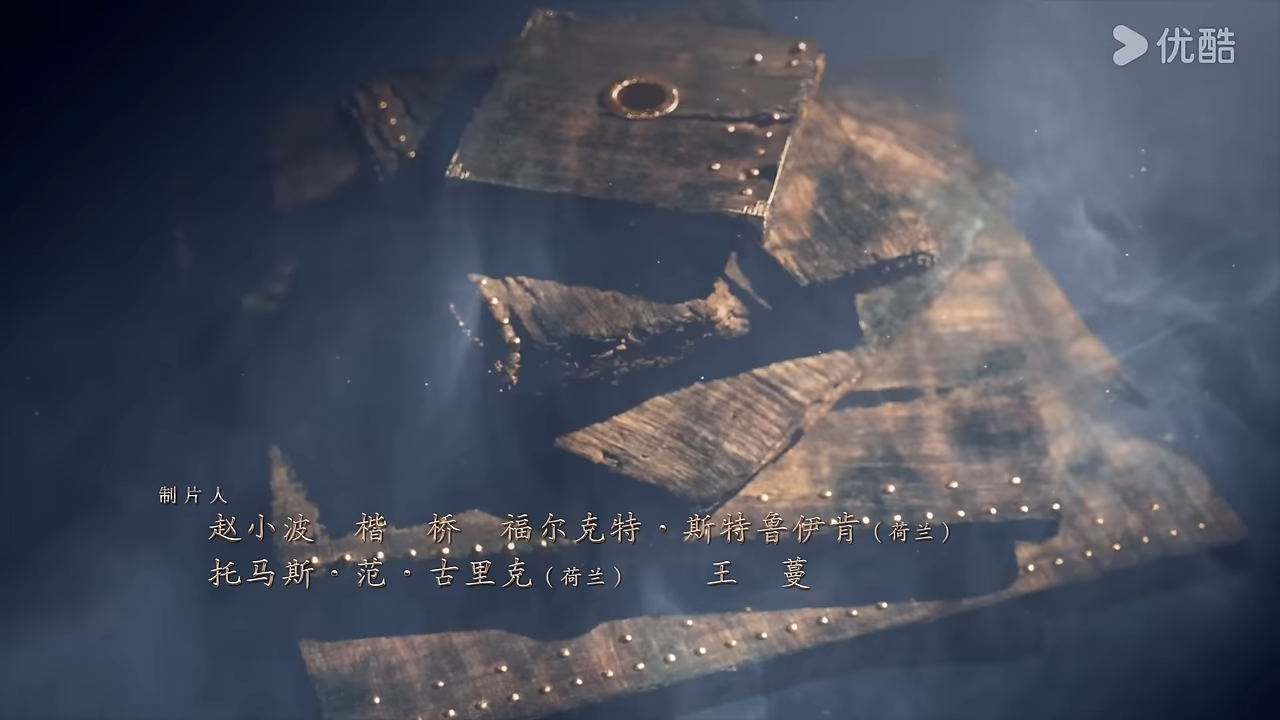 优酷
制片人
赵小波 楷 桥 福尔克特·斯特鲁伊肯(荷兰)
托马斯·范·古里克(荷兰) 王 蔓